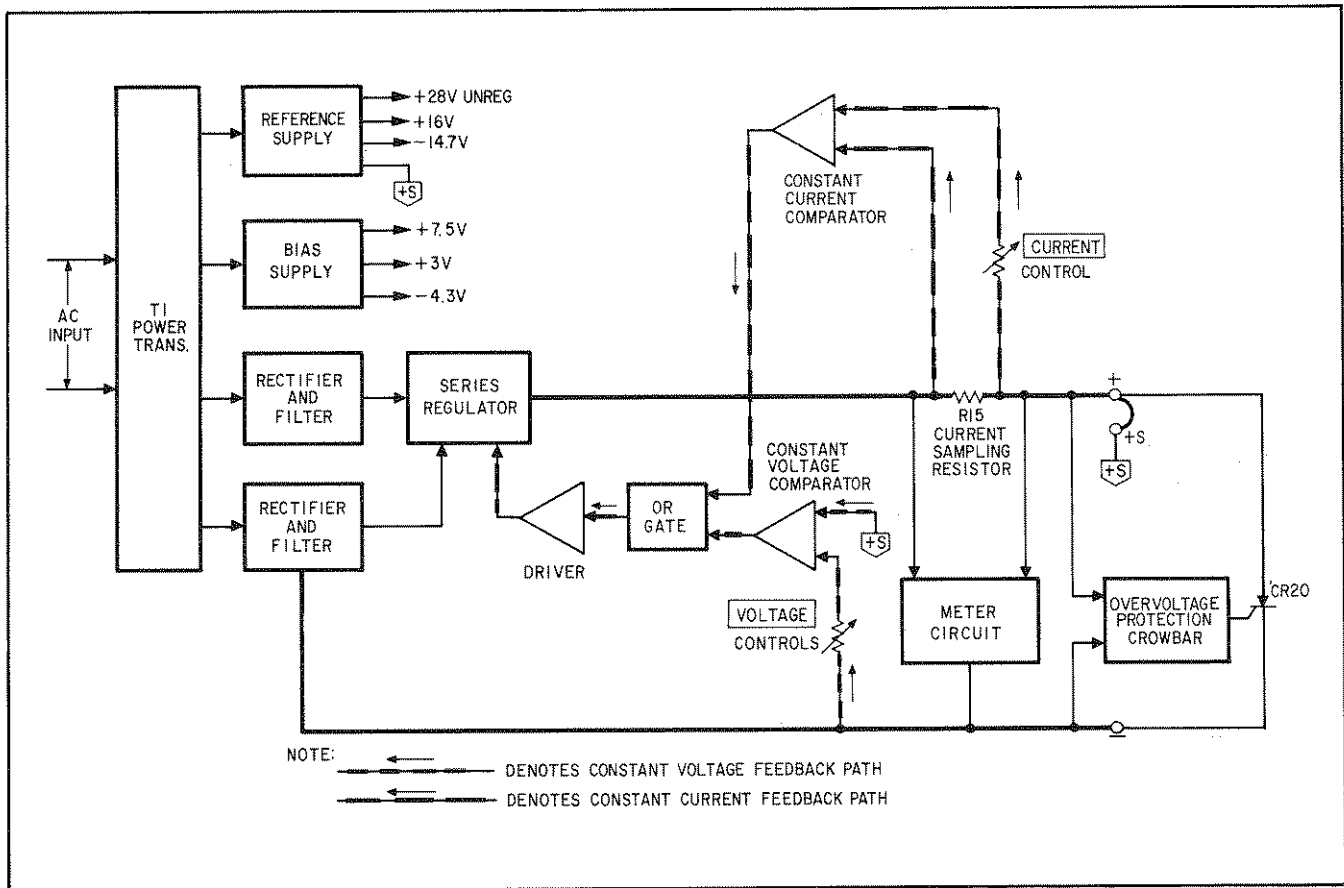 AC
INPUT
T1
POWER
TRANS.
REFERENCE
SUPPLY
+28V UNREG
+16V
-14.7V
+S
BIAS
SUPPLY
+7.5V
+3V
-4.3V
RECTIFIER
AND
FILTER
SERIES
REGULATOR
RECTIFIER
AND
FILTER
DRIVER
OR
GATE
CONSTANT
CURRENT
COMPARATOR
CURRENT
CONTROL
R15
CURRENT
SAMPLING
RESISTOR
+
+S
+S
CONSTANT
VOLTAGE
COMPARATOR
+S
VOLTAGE
CONTROLS
METER
CIRCUIT
OVERVOLTAGE
PROTECTION
CROWBAR
CR20
-
NOTE:
DENOTES CONSTANT VOLTAGE FEEDBACK PATH
DENOTES CONSTANT CURRENT FEEDBACK PATH